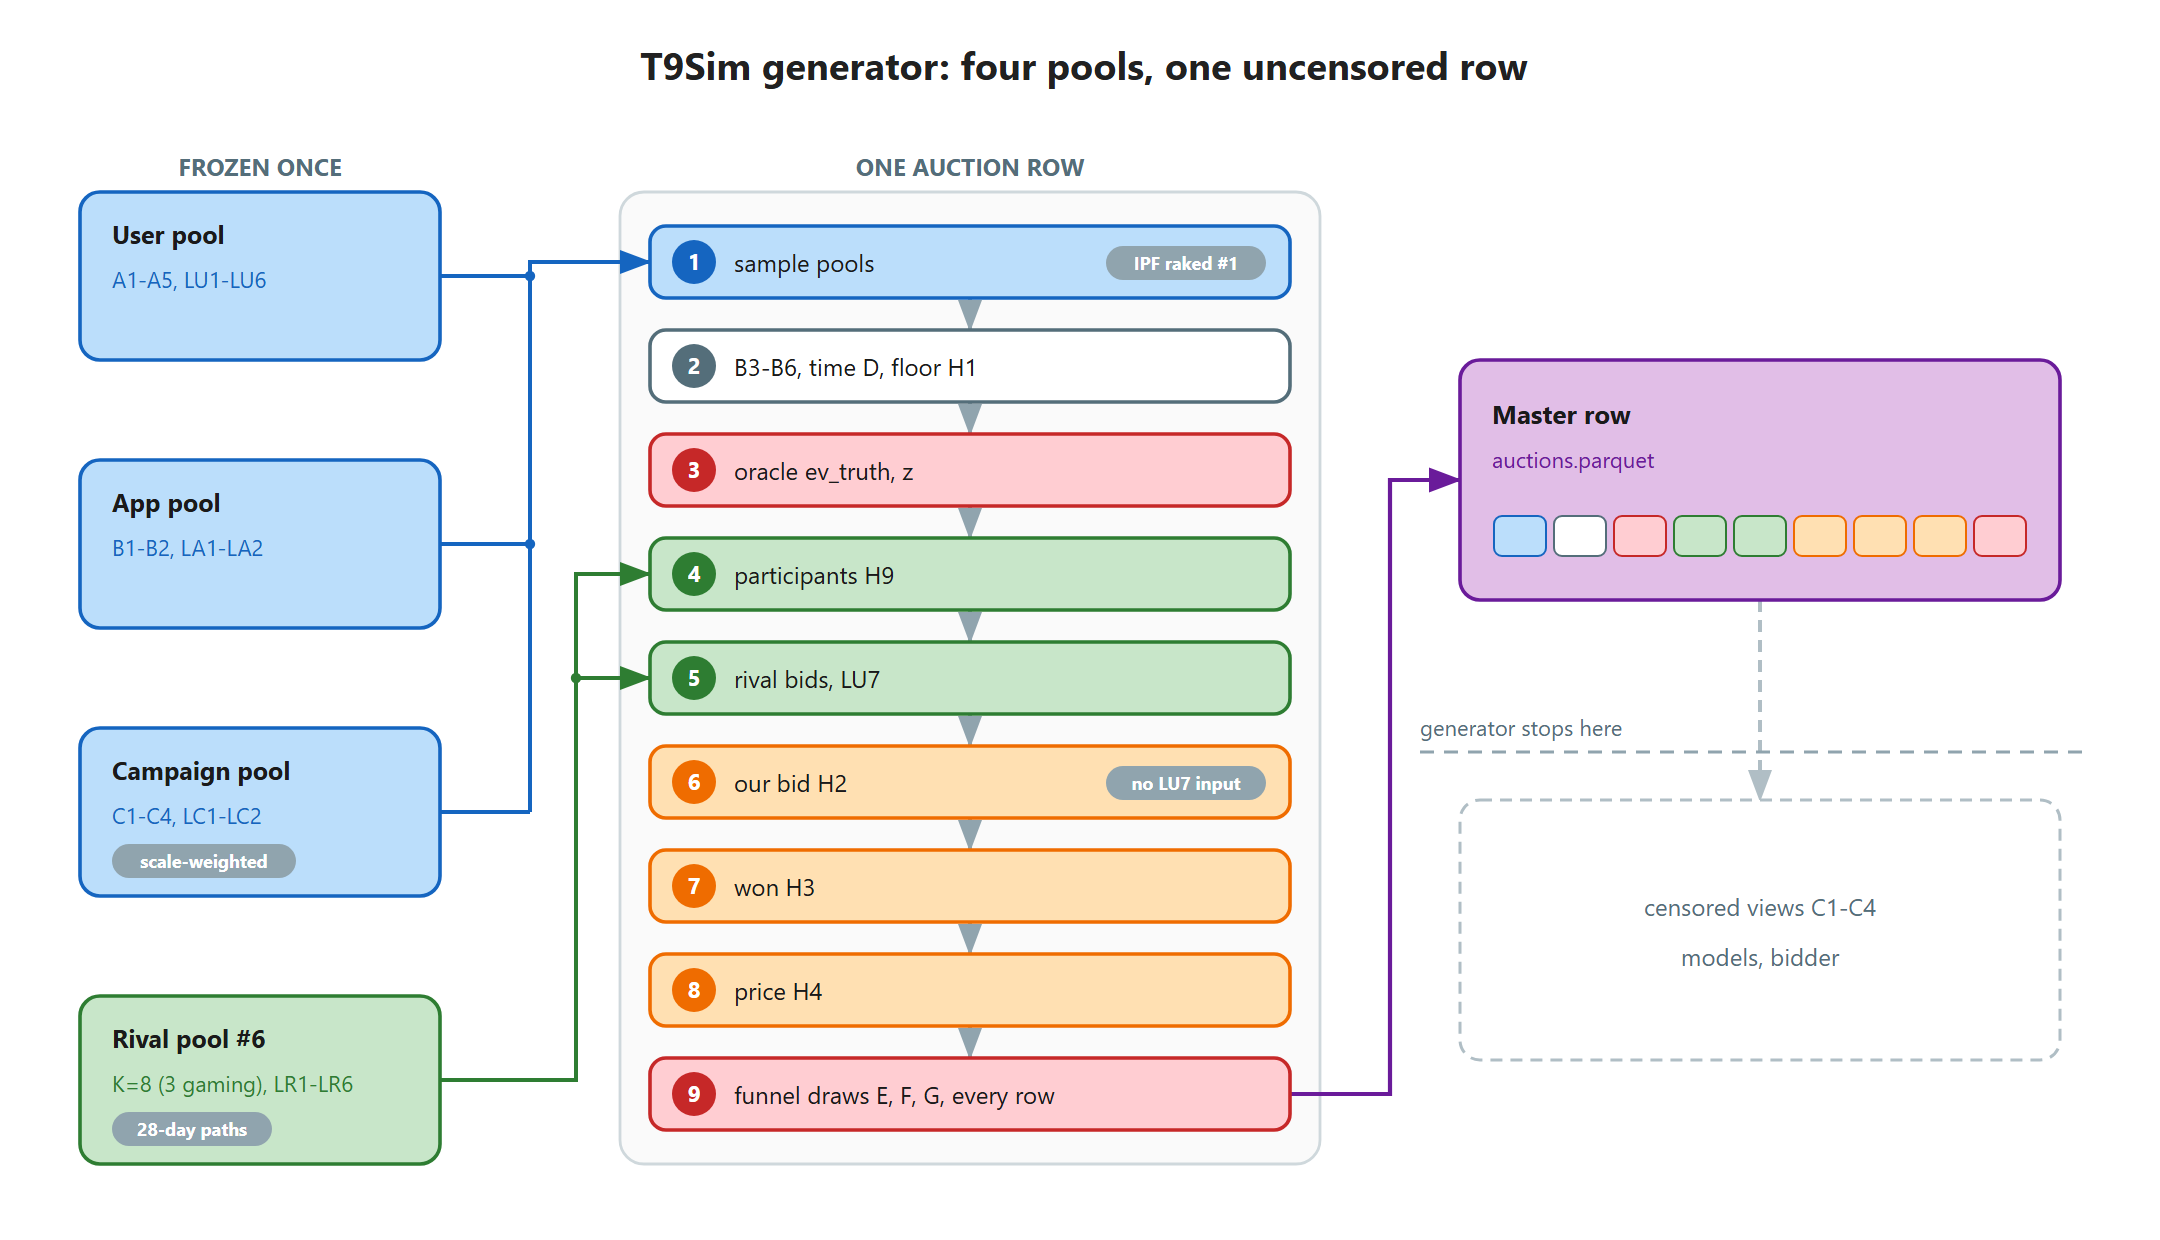 T9Sim generator: four pools, one uncensored row
FROZEN ONCE
User pool
A1-A5, LU1-LU6
App pool
B1-B2, LA1-LA2
Campaign pool
C1-C4, LC1-LC2
scale-weighted
Rival pool #6
K=8 (3 gaming), LR1-LR6
28-day paths
ONE AUCTION ROW
1 sample pools IPF raked #1
2 B3-B6, time D, floor H1
3 oracle ev_truth, z
4 participants H9
5 rival bids, LU7
6 our bid H2 no LU7 input
7 won H3
8 price H4
9 funnel draws E, F, G, every row
Master row
auctions.parquet
generator stops here
censored views C1-C4
models, bidder